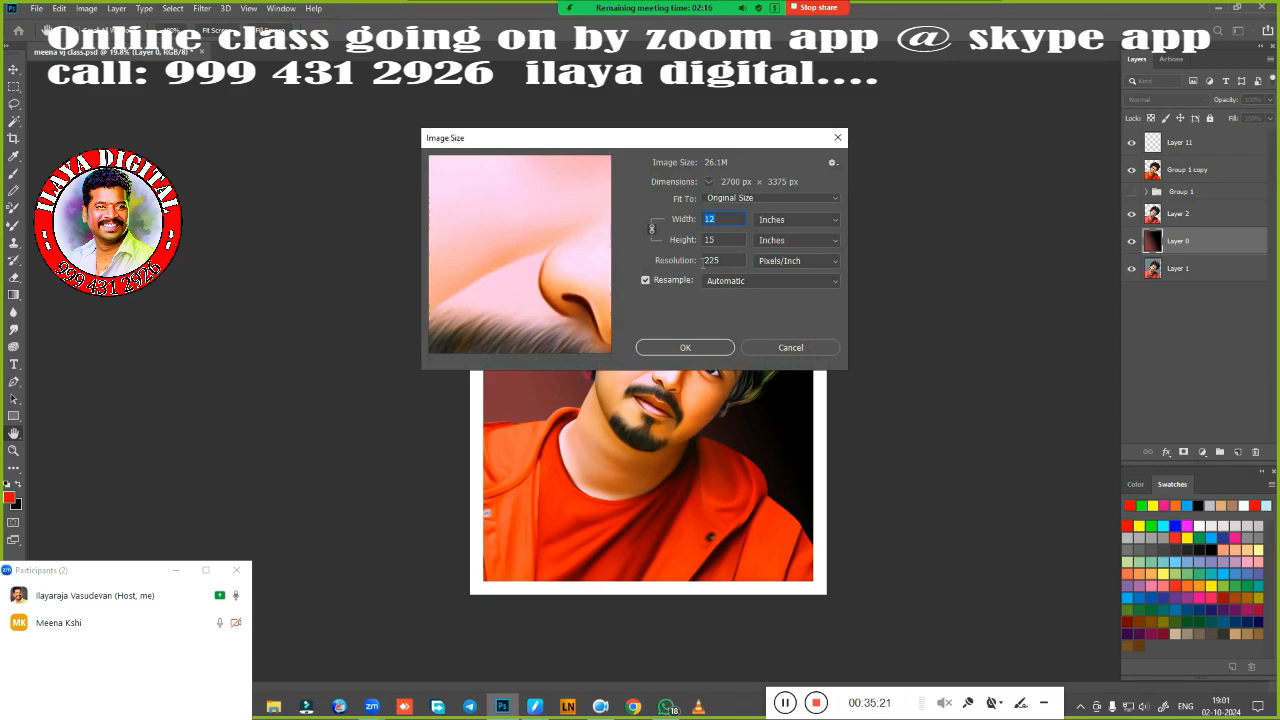 Remaining meeting time: 02:16
Stop share
File Edit Image Layer Type Select Filter 3D View Window Help
Online class going on by zoom app @ skype app
call: 999 431 2926 ilaya digital....
meena vj class.psd @ 19.8% (Layer 0, RGB/8) *
ILAYA DIGITAL
999 431 2926
Image Size
Image Size: 26.1M
Dimensions: 2700 px × 3375 px
Fit To: Original Size
Width: 12 Inches
Height: 15 Inches
Resolution: 225 Pixels/Inch
Resample: Automatic
OK Cancel
Layers Actions
Kind
Normal Opacity: 100%
Lock: Fill: 100%
Layer 11
Group 1 copy
Group 1
Layer 2
Layer 0
Layer 1
Color Swatches
Participants (2)
Ilayaraja Vasudevan (Host, me)
MK Meena Kshi
zm
Ps
LN
18
00:35:21
ENG
19:01
02-10-2024